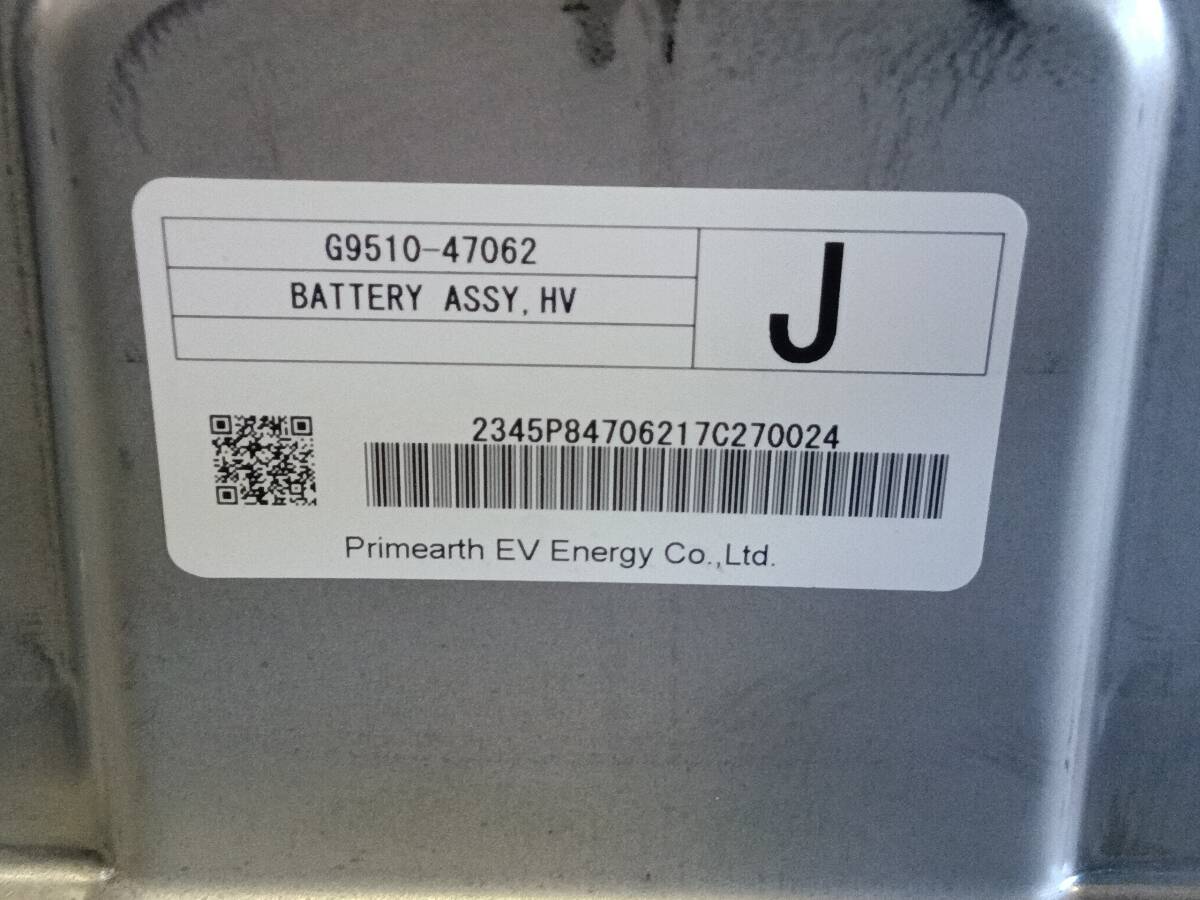 G9510-47062
BATTERY ASSY, HV
J
2345P84706217C270024
Primearth EV Energy Co.,Ltd.